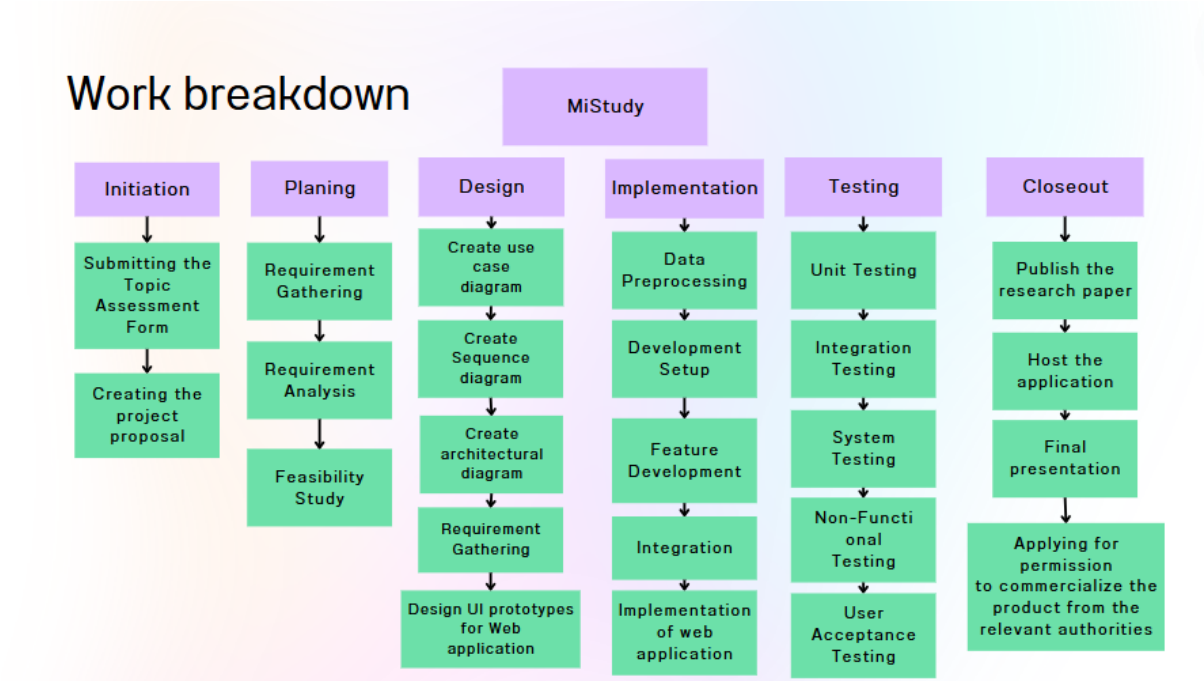 Work breakdown
MiStudy
Initiation
Submitting the
Topic
Assessment
Form
Creating the
project
proposal
Planing
Requirement
Gathering
Requirement
Analysis
Feasibility
Study
Design
Create use
case
diagram
Create
Sequence
diagram
Create
architectural
diagram
Requirement
Gathering
Design UI prototypes
for Web
application
Implementation
Data
Preprocessing
Development
Setup
Feature
Development
Integration
Implementation
of web
application
Testing
Unit Testing
Integration
Testing
System
Testing
Non-Functi
onal
Testing
User
Acceptance
Testing
Closeout
Publish the
research paper
Host the
application
Final
presentation
Applying for
permission
to commercialize the
product from the
relevant authorities